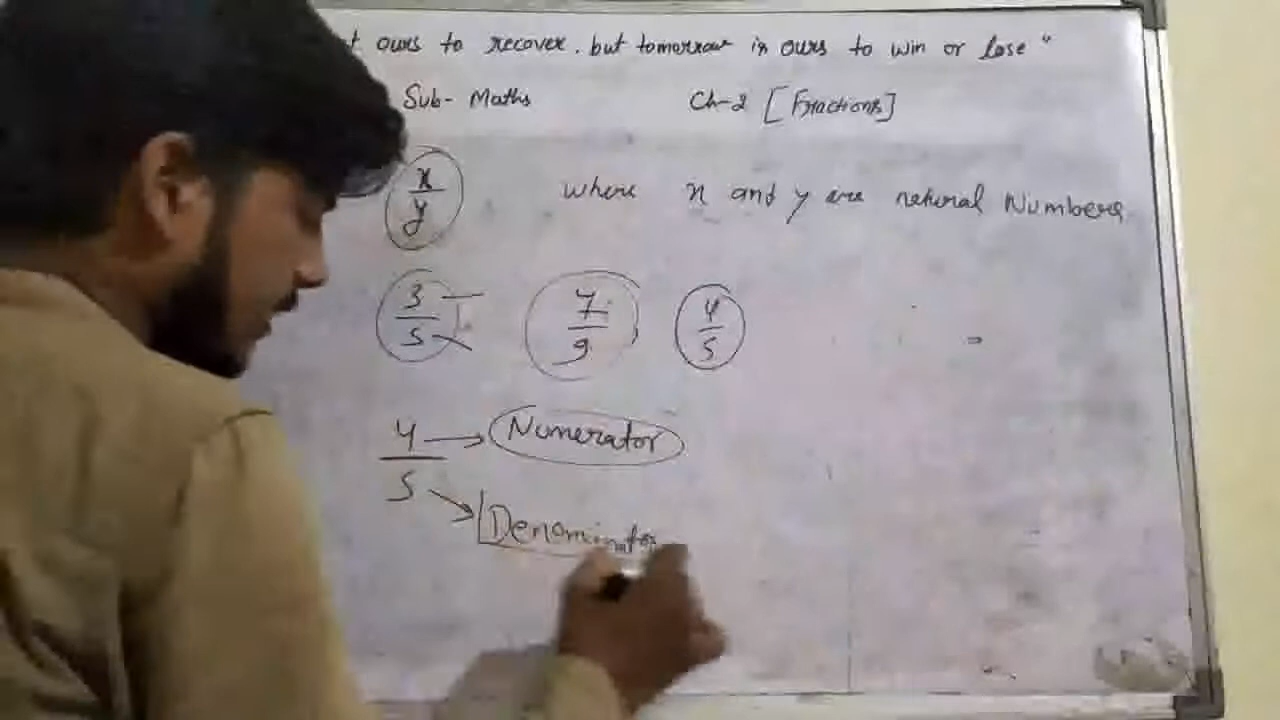 ours to recover. but tomorrow is ours to win or lose "
Sub- Maths Ch-2 [Fractions]
x/y where x and y are netural Numbers
3/5 7/9 4/5
4 → Numerator
5 → Denominator